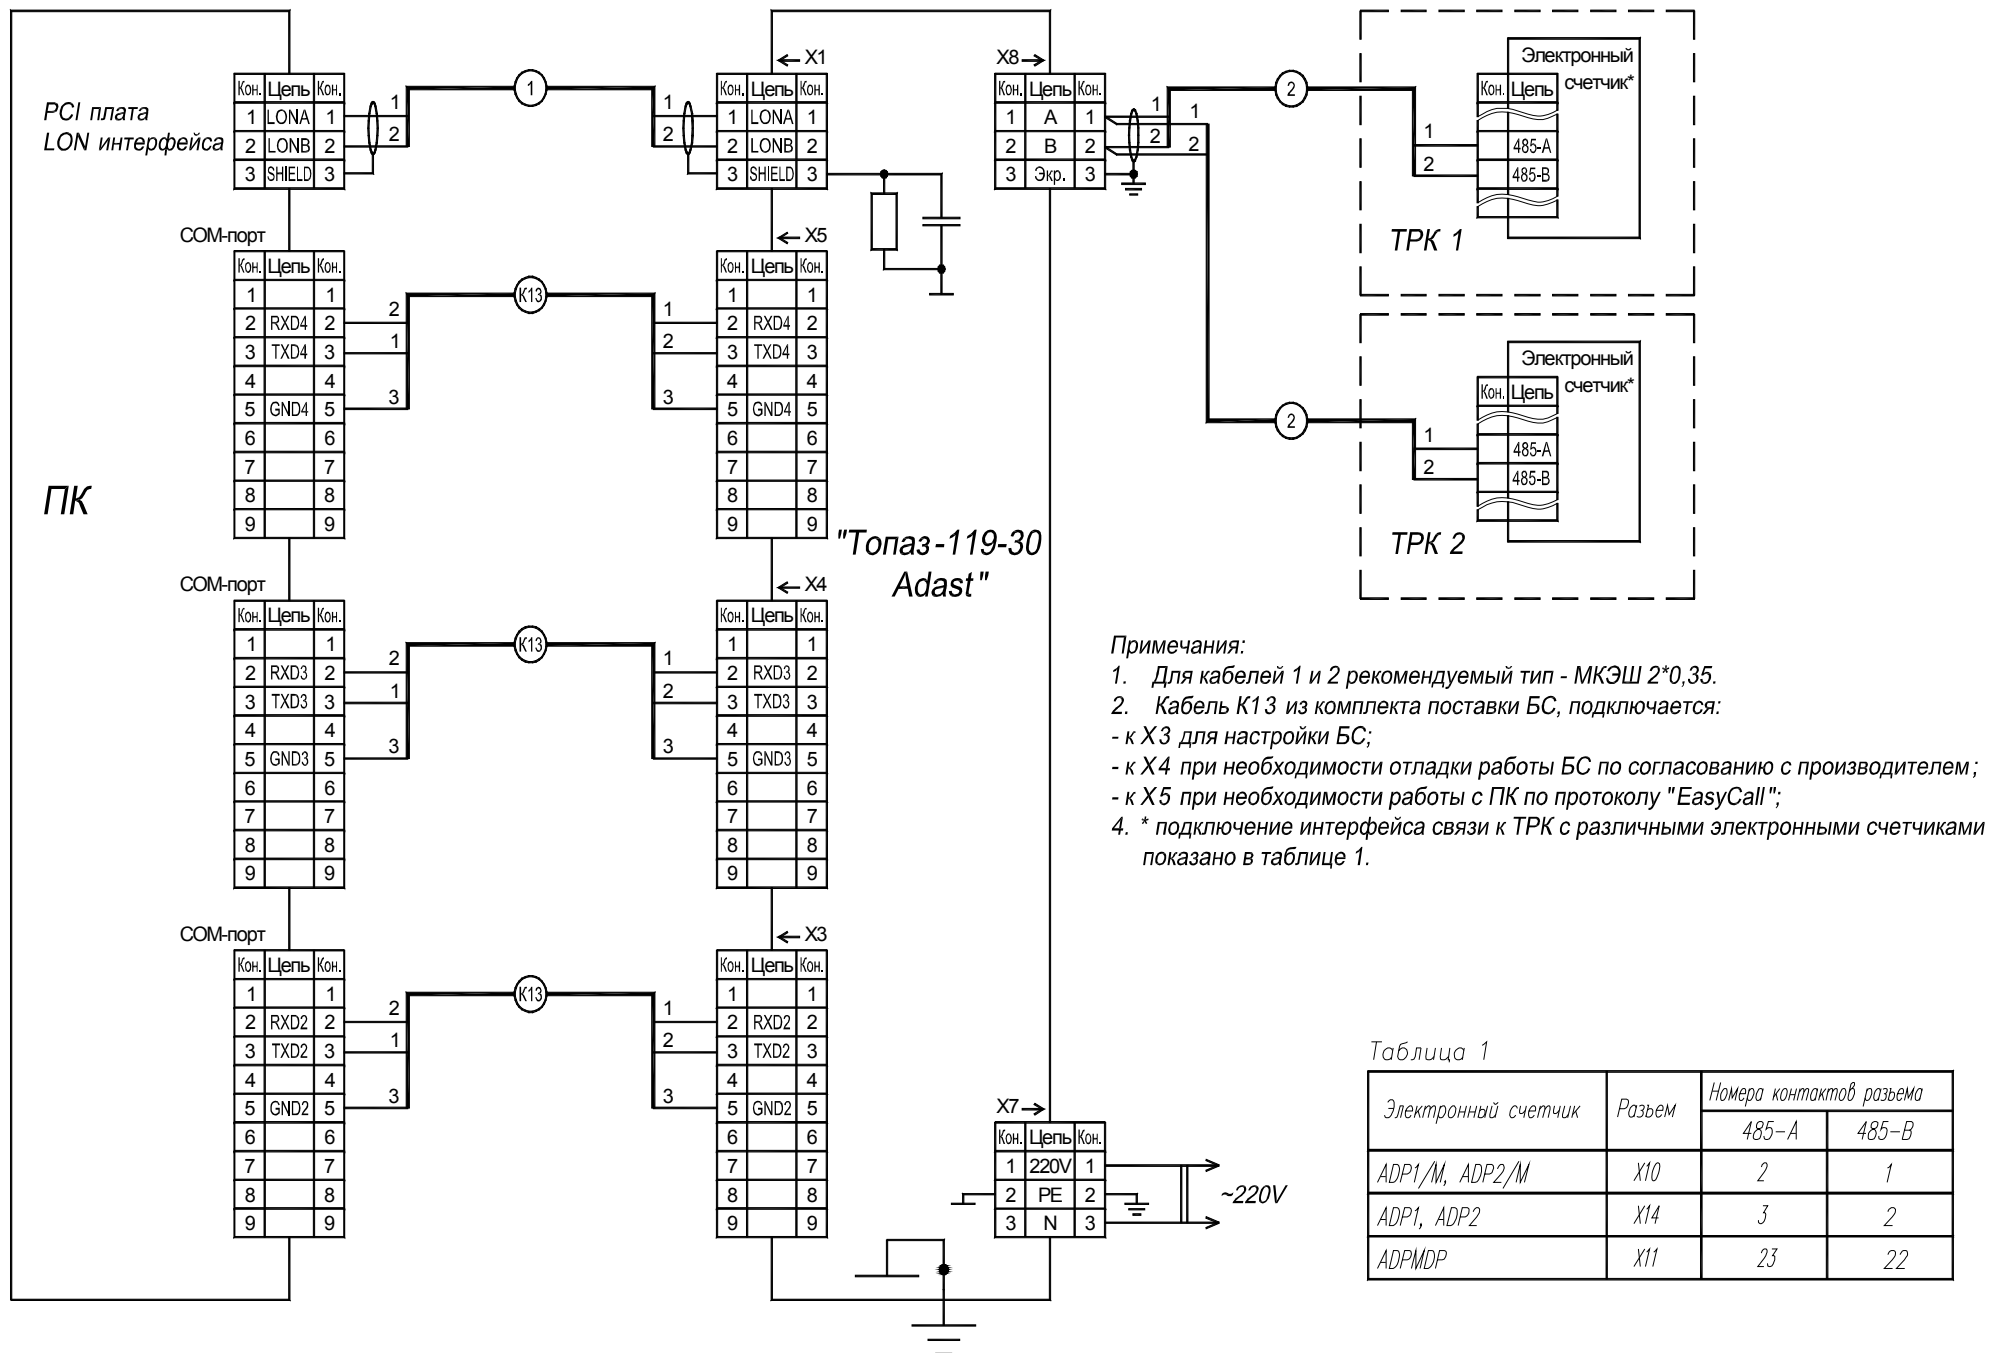 ПК
PCI плата
LON интерфейса
Кон. Цепь Кон.
1 LONA 1
2 LONB 2
3 SHIELD 3
1
2
1
1
2
X1
Кон. Цепь Кон.
1 LONA 1
2 LONB 2
3 SHIELD 3
COM-порт
Кон. Цепь Кон.
1 1
2 RXD4 2
3 TXD4 3
4 4
5 GND4 5
6 6
7 7
8 8
9 9
2
1
3
К13
1
2
3
X5
Кон. Цепь Кон.
1 1
2 RXD4 2
3 TXD4 3
4 4
5 GND4 5
6 6
7 7
8 8
9 9
COM-порт
Кон. Цепь Кон.
1 1
2 RXD3 2
3 TXD3 3
4 4
5 GND3 5
6 6
7 7
8 8
9 9
2
1
3
К13
1
2
3
X4
Кон. Цепь Кон.
1 1
2 RXD3 2
3 TXD3 3
4 4
5 GND3 5
6 6
7 7
8 8
9 9
COM-порт
Кон. Цепь Кон.
1 1
2 RXD2 2
3 TXD2 3
4 4
5 GND2 5
6 6
7 7
8 8
9 9
2
1
3
К13
1
2
3
X3
Кон. Цепь Кон.
1 1
2 RXD2 2
3 TXD2 3
4 4
5 GND2 5
6 6
7 7
8 8
9 9
"Топаз-119-30
Adast"
X8
Кон. Цепь Кон.
1 A 1
2 B 2
3 Экр. 3
1
2
1
2
2
1
2
Электронный
счетчик*
Кон. Цепь
485-A
485-B
ТРК 1
2
1
2
Электронный
счетчик*
Кон. Цепь
485-A
485-B
ТРК 2
X7
Кон. Цепь Кон.
1 220V 1
2 PE 2
3 N 3
~220V
Примечания:
1. Для кабелей 1 и 2 рекомендуемый тип - МКЭШ 2*0,35.
2. Кабель К13 из комплекта поставки БС, подключается:
- к X3 для настройки БС;
- к X4 при необходимости отладки работы БС по согласованию с производителем;
- к X5 при необходимости работы с ПК по протоколу "EasyCall";
4. * подключение интерфейса связи к ТРК с различными электронными счетчиками
показано в таблице 1.
Таблица 1
Электронный счетчик Разьем Номера контактов разьема
485-A 485-B
ADP1/M, ADP2/M X10 2 1
ADP1, ADP2 X14 3 2
ADPMDP X11 23 22